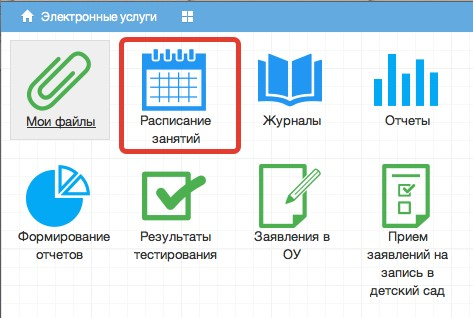 Электронные услуги
Мои файлы
Расписание
занятий
Журналы
Отчеты
Формирование
отчетов
Результаты
тестирования
Заявления в
ОУ
Прием
заявлений на
запись в
детский сад